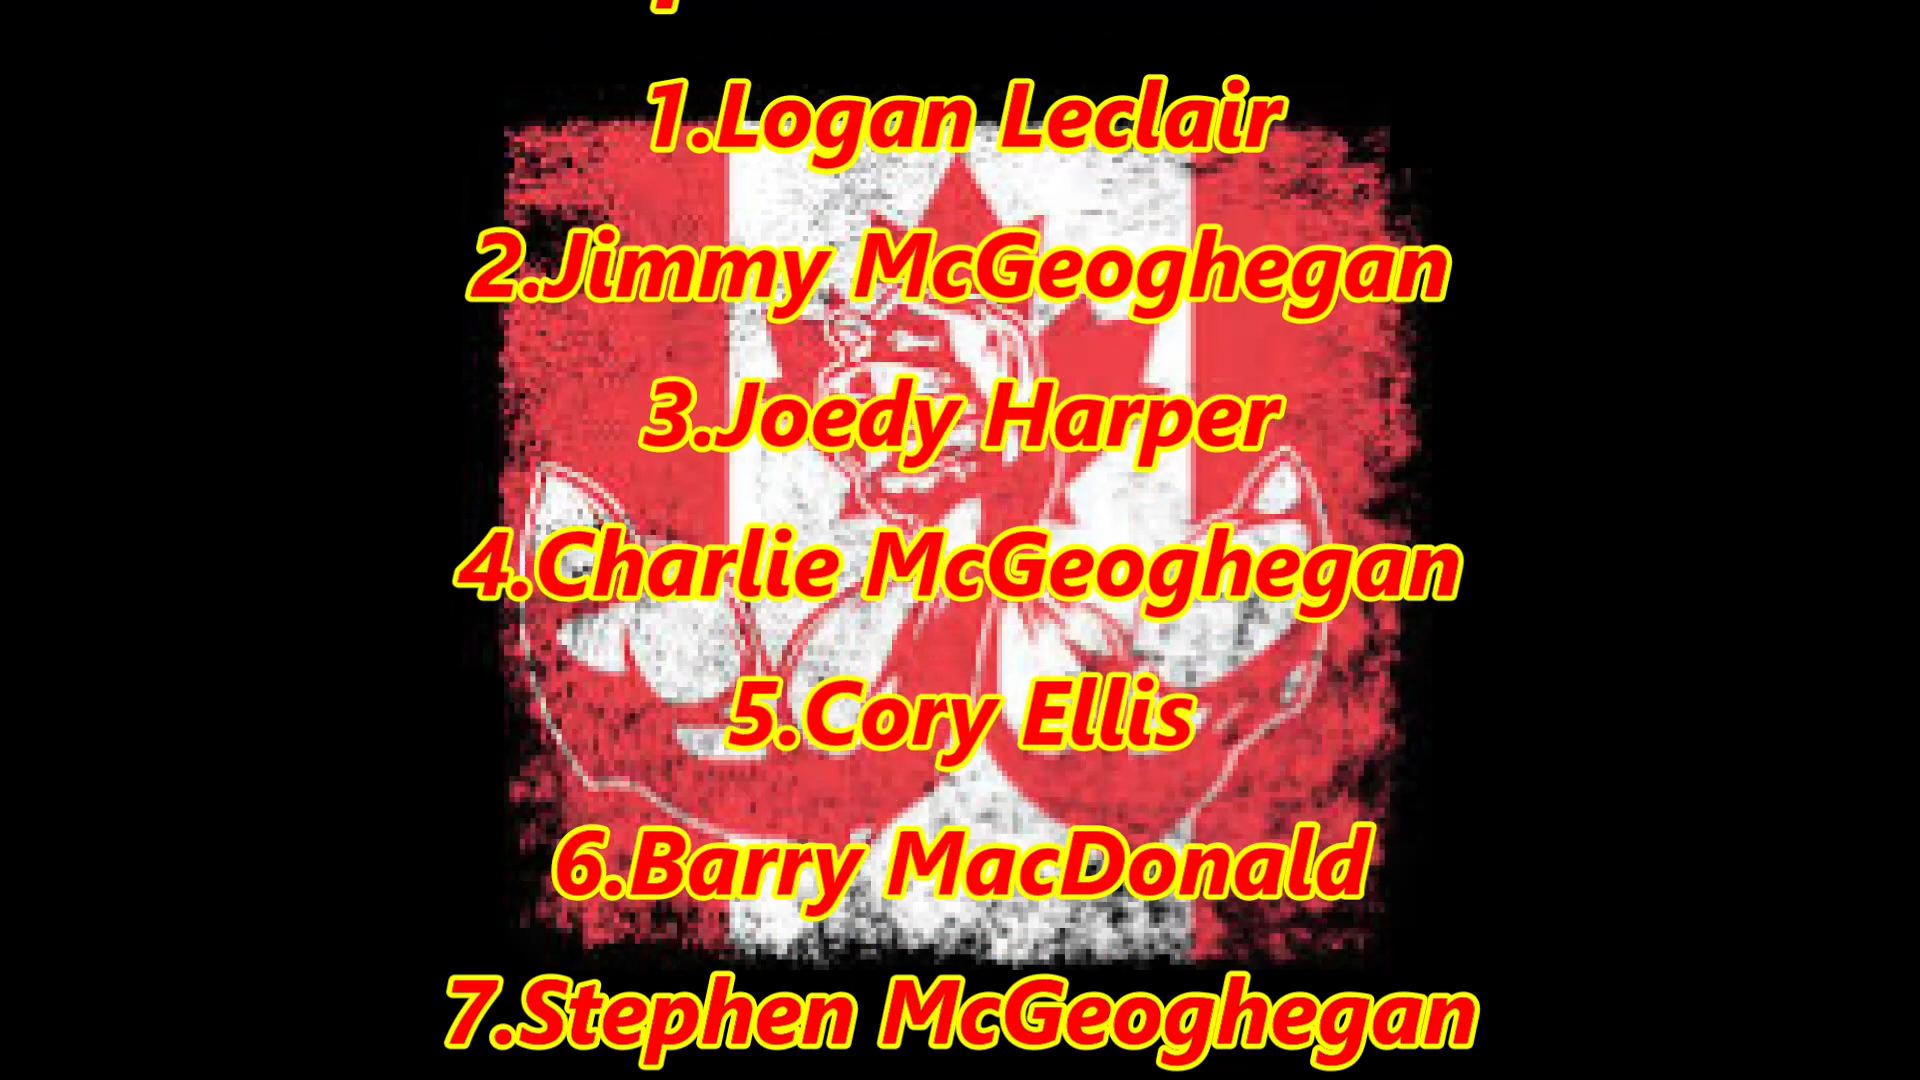 1.Logan Leclair
2.Jimmy McGeoghegan
3.Joedy Harper
4.Charlie McGeoghegan
5.Cory Ellis
6.Barry MacDonald
7.Stephen McGeoghegan